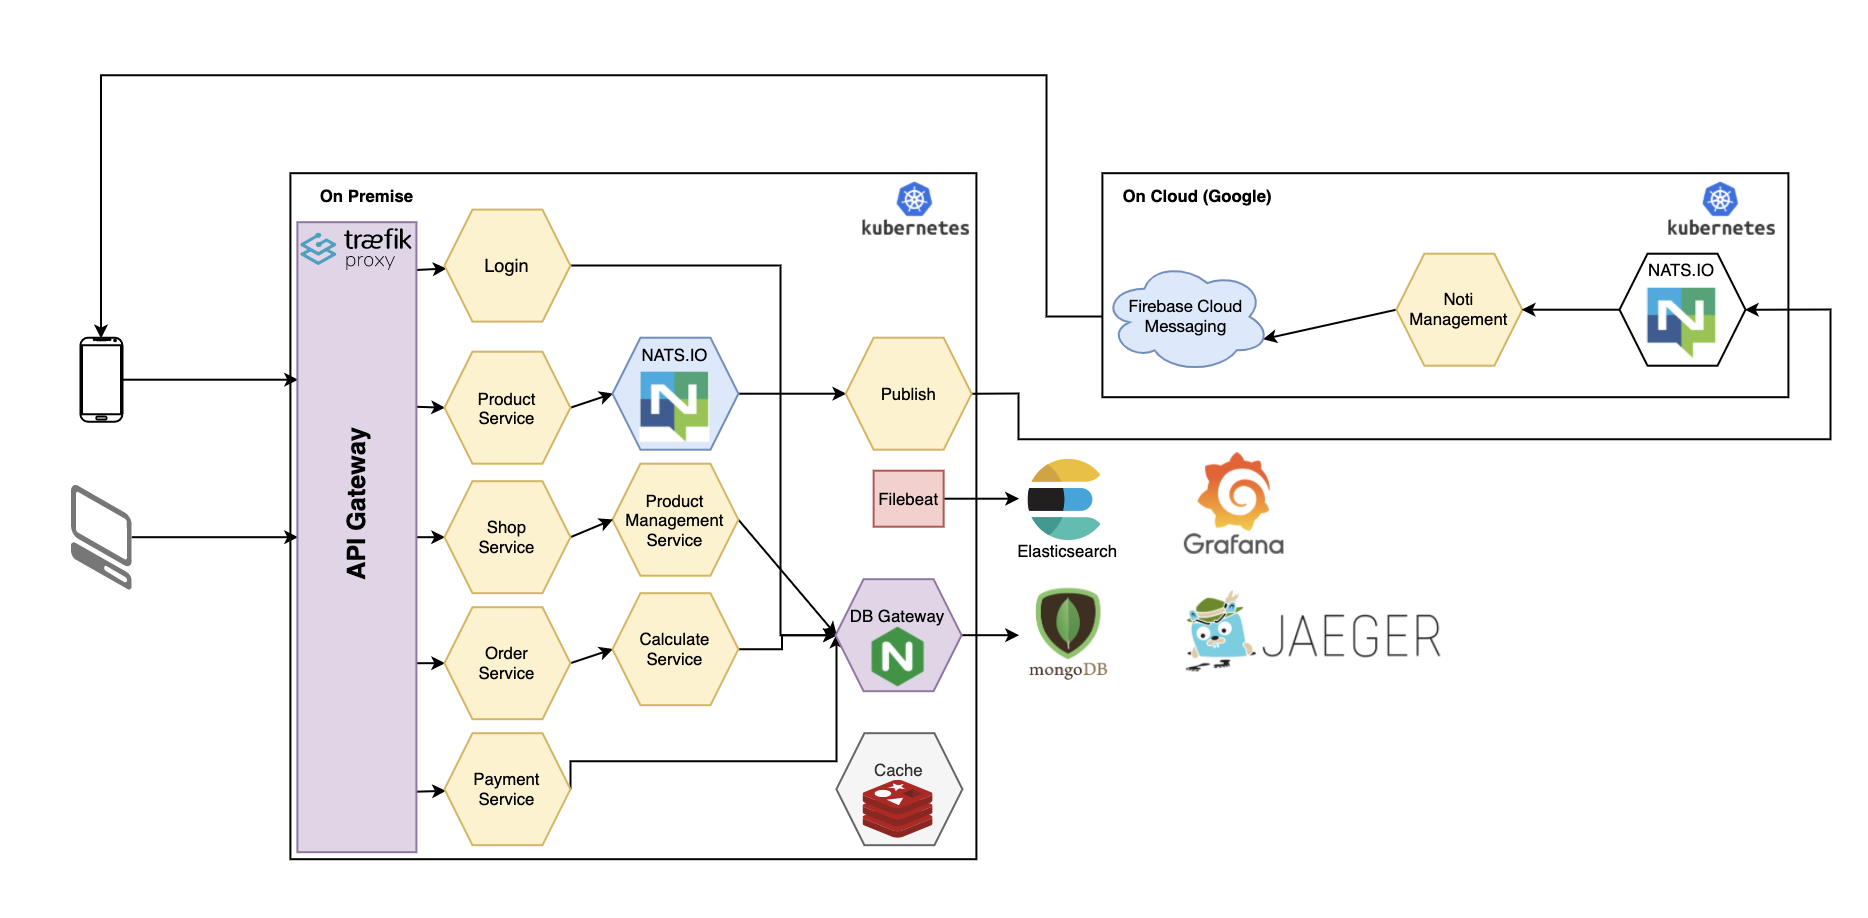 On Premise
kubernetes
træfik
proxy
API Gateway
Login
Product
Service
NATS.IO
N
Publish
Shop
Service
Product
Management
Service
Filebeat
Order
Service
Calculate
Service
DB Gateway
N
Payment
Service
Cache
On Cloud (Google)
kubernetes
Firebase Cloud
Messaging
Noti
Management
NATS.IO
N
Elasticsearch
Grafana
mongoDB
JAEGER